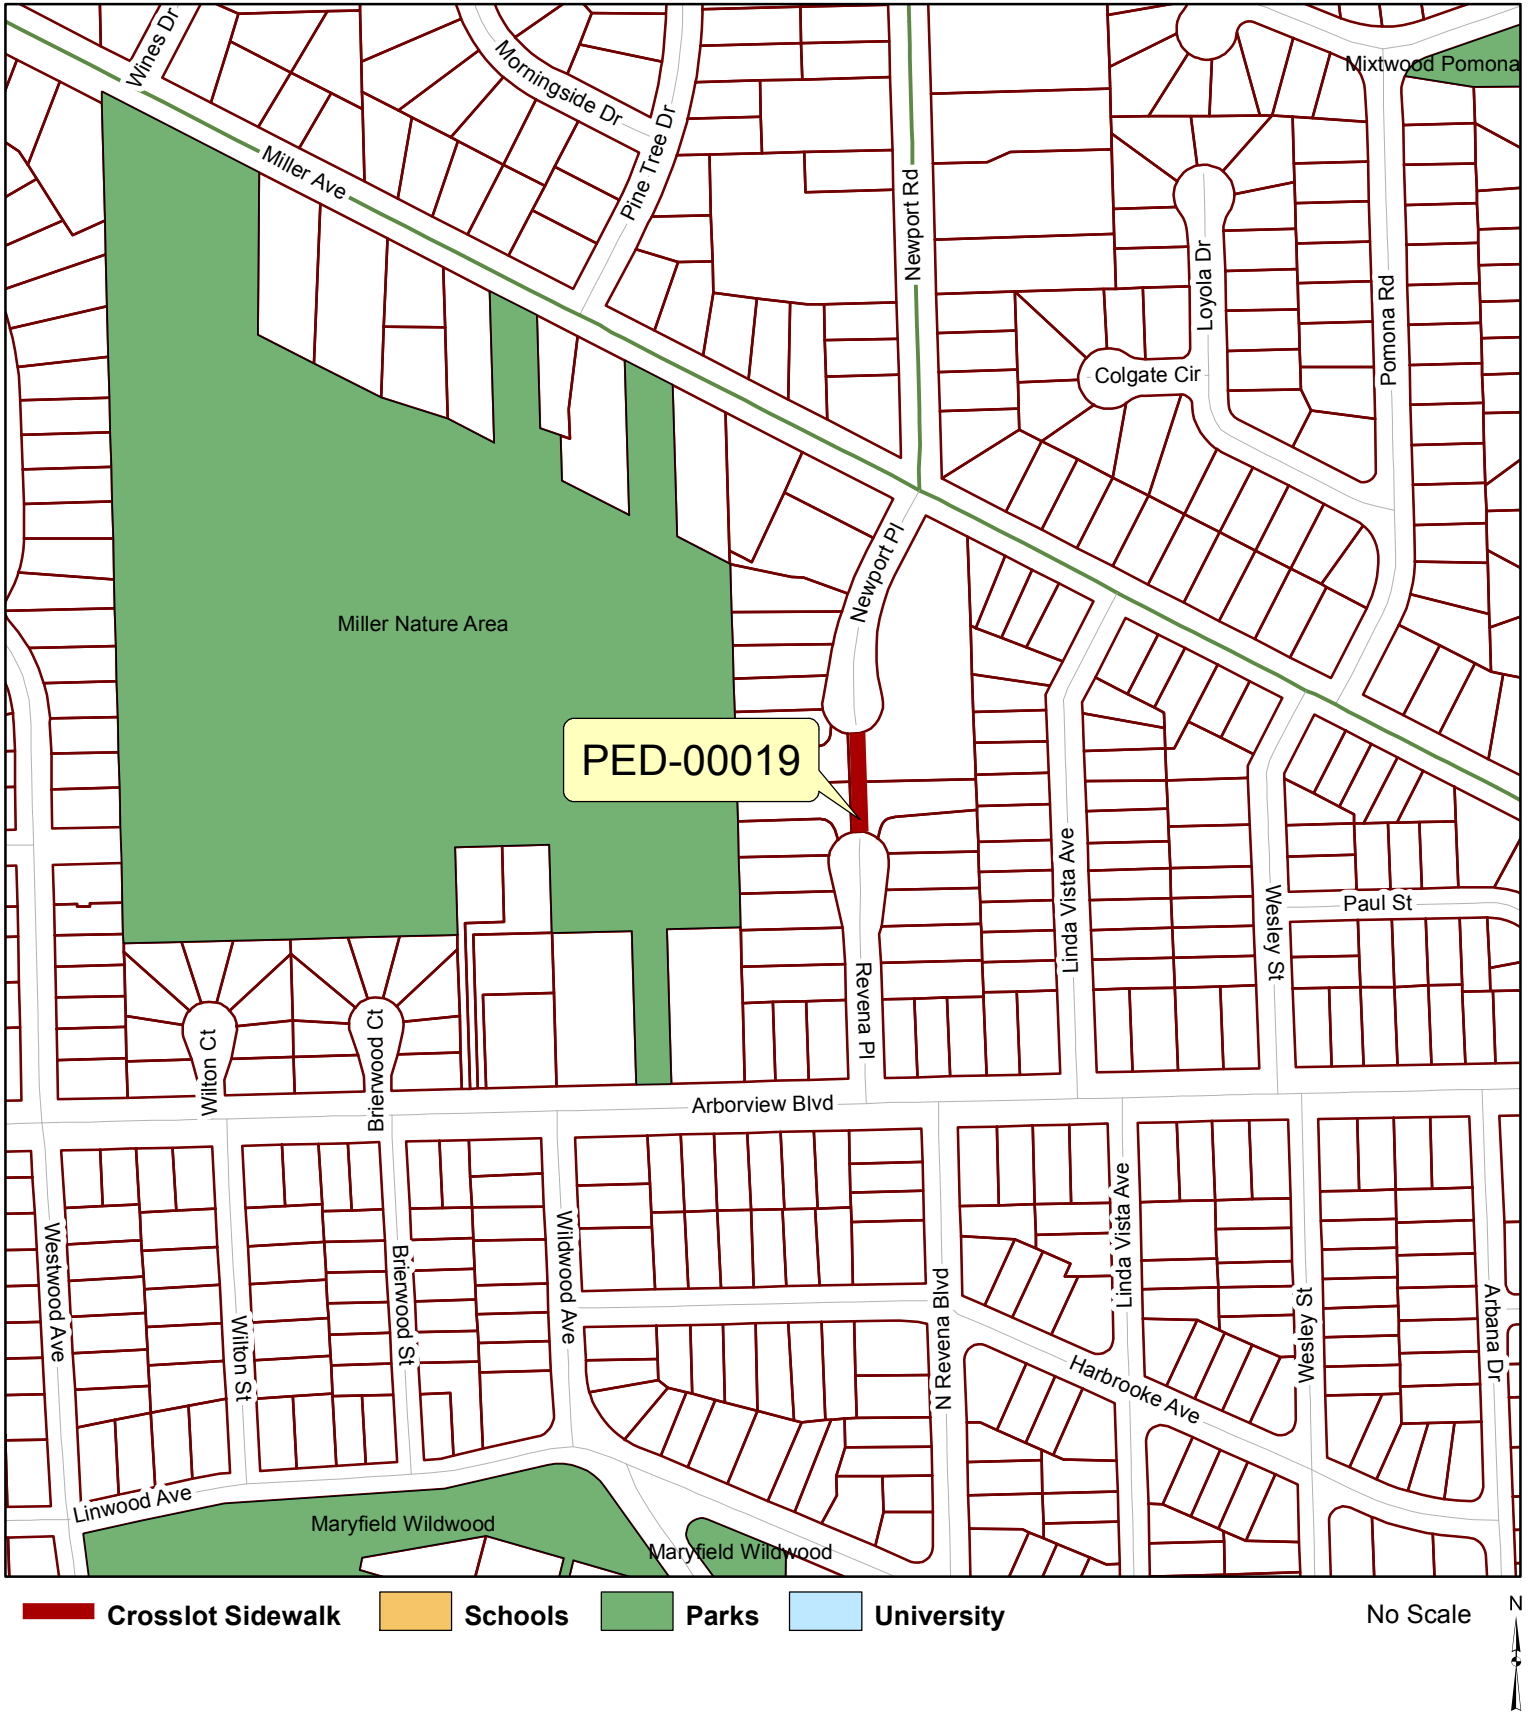 Wines Dr
Morningside Dr
Mixtwood Pomona
Miller Ave
Pine Tree Dr
Newport Rd
Loyola Dr
Pomona Rd
Colgate Cir
Newport Pl
Miller Nature Area
PED-00019
Linda Vista Ave
Wesley St
Paul St
Revena Pl
Wilton Ct
Brierwood Ct
Arborview Blvd
Westwood Ave
Wilton St
Brierwood St
Wildwood Ave
N Revena Blvd
Linda Vista Ave
Wesley St
Arbana Dr
Harbrooke Ave
Linwood Ave
Maryfield Wildwood
Maryfield Wildwood
Crosslot Sidewalk
Schools
Parks
University
No Scale
N